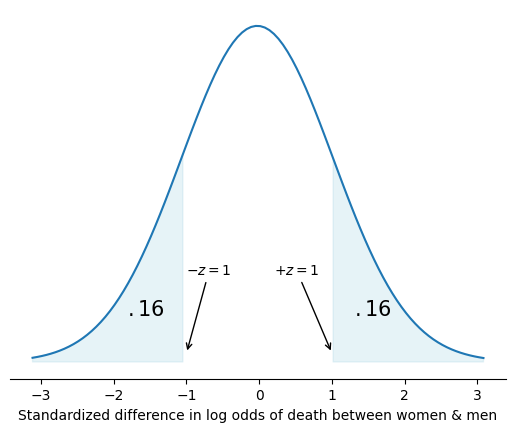 −z = 1
+z = 1
.16
.16
−3 −2 −1 0 1 2 3
Standardized difference in log odds of death between women & men